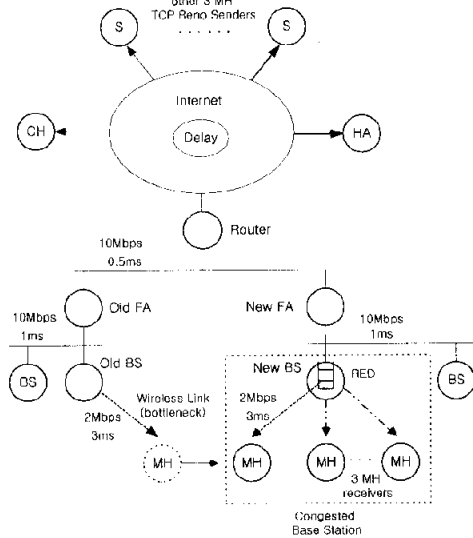 other 3 MH
TCP Reno Senders
S
S
Internet
Delay
CH
HA
Router
10Mbps
0.5ms
Old FA
New FA
10Mbps
1ms
10Mbps
1ms
Old BS
New BS
RED
BS
BS
Wireless Link
(bottleneck)
2Mbps
3ms
2Mbps
3ms
MH
MH
MH
MH
3 MH
receivers
Congested
Base Station